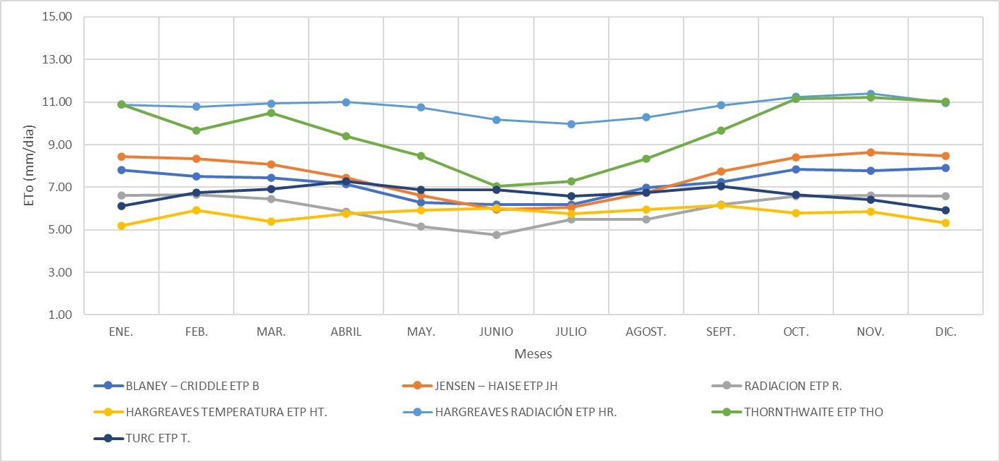 15.00
13.00
11.00
9.00
7.00
5.00
3.00
1.00
ETo (mm/dia)
ENE. FEB. MAR. ABRIL MAY. JUNIO JULIO AGOST. SEPT. OCT. NOV. DIC.
Meses
BLANEY – CRIDDLE ETP B JENSEN – HAISE ETP JH RADIACION ETP R.
HARGREAVES TEMPERATURA ETP HT. HARGREAVES RADIACIÓN ETP HR. THORNTHWAITE ETP THO
TURC ETP T.